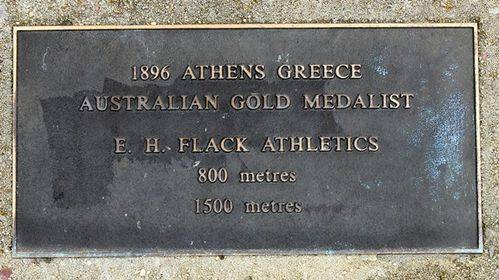 1896 ATHENS GREECE
AUSTRALIAN GOLD MEDALIST
E. H. FLACK ATHLETICS
800 metres
1500 metres